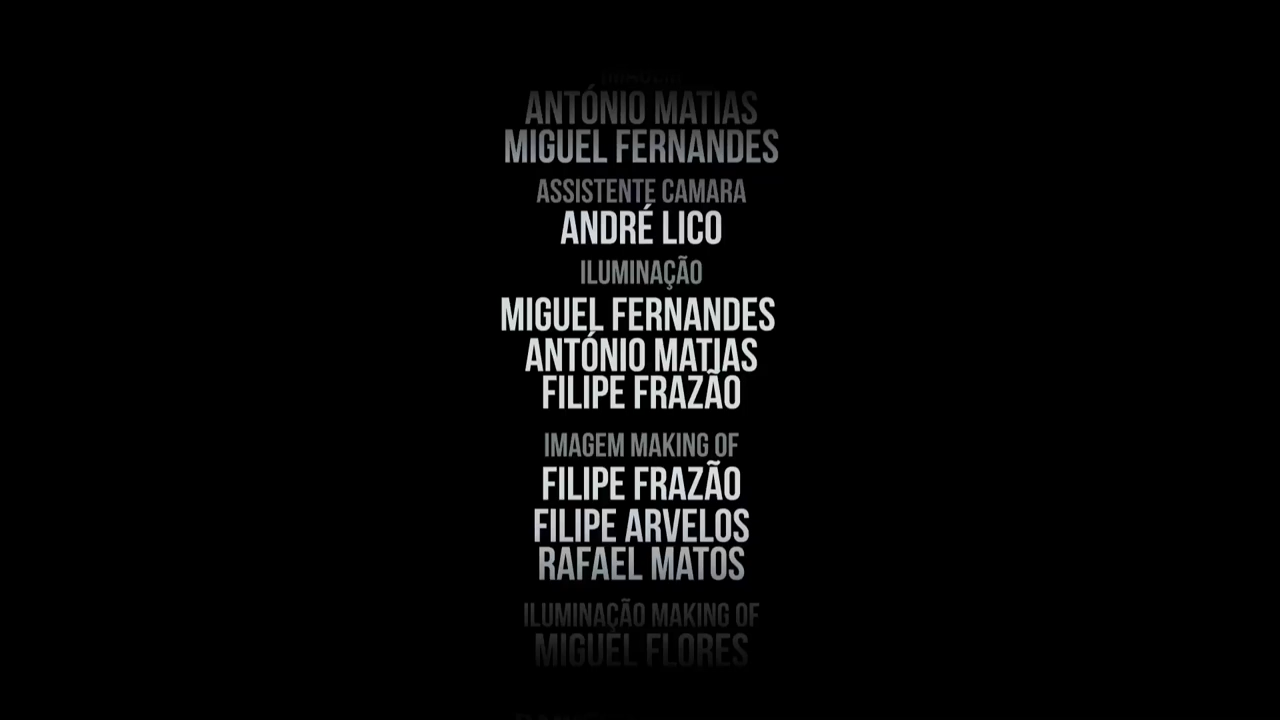 IMAGEM
ANTÓNIO MATIAS
MIGUEL FERNANDES
ASSISTENTE CAMARA
ANDRÉ LICO
ILUMINAÇÃO
MIGUEL FERNANDES
ANTÓNIO MATIAS
FILIPE FRAZÃO
IMAGEM MAKING OF
FILIPE FRAZÃO
FILIPE ARVELOS
RAFAEL MATOS
ILUMINAÇÃO MAKING OF
MIGUEL FLORES